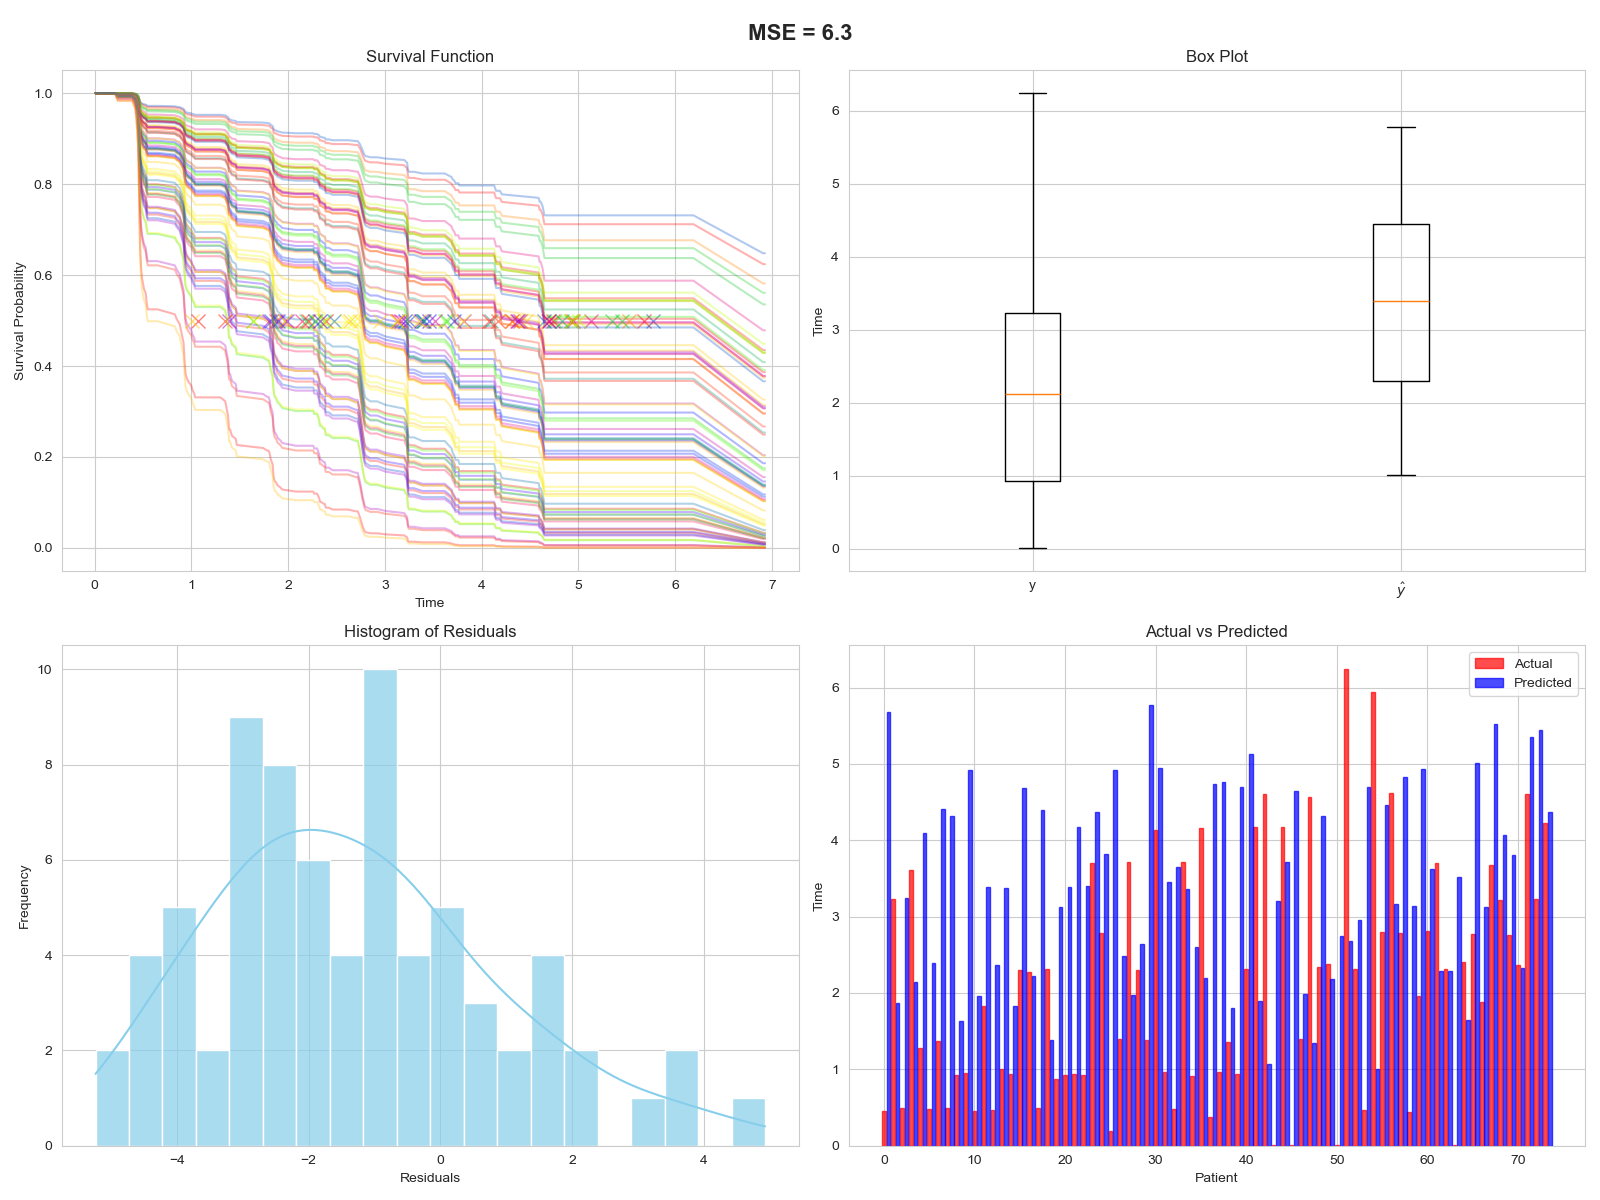 MSE = 6.3
Survival Function
Survival Probability
1.0
0.8
0.6
0.4
0.2
0.0
0 1 2 3 4 5 6 7
Time
Box Plot
Time
6
5
4
3
2
1
0
y ŷ
Histogram of Residuals
Frequency
10
8
6
4
2
0
−4 −2 0 2 4
Residuals
Actual vs Predicted
Actual
Predicted
Time
6
5
4
3
2
1
0
0 10 20 30 40 50 60 70
Patient